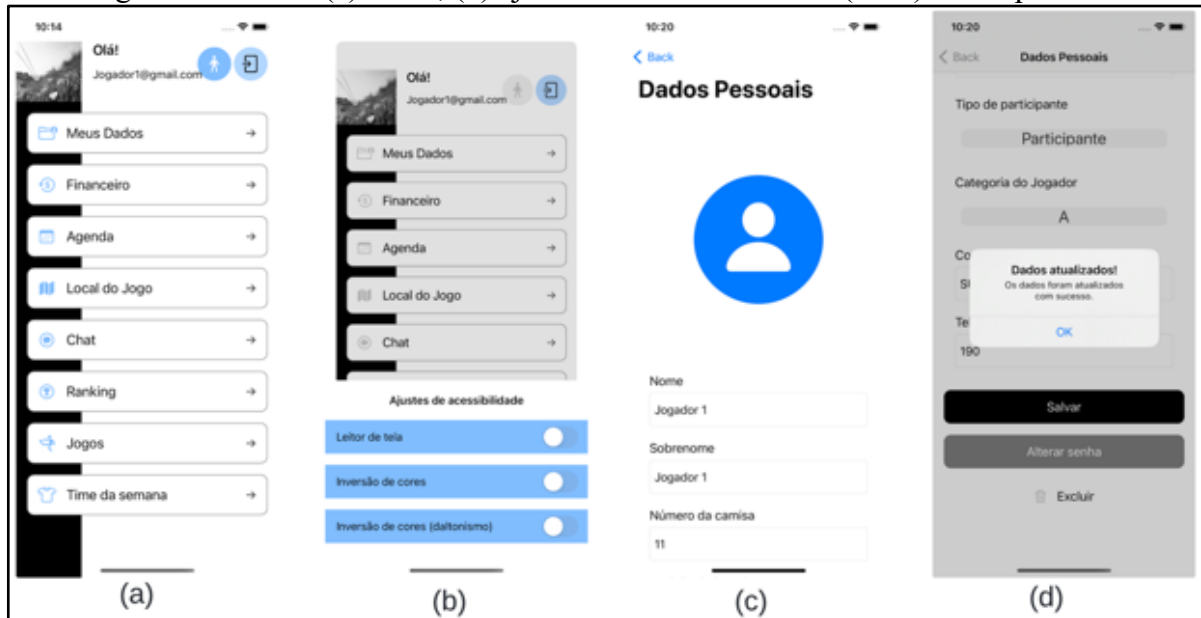 10:14
Olá!
Jogador1@gmail.com
Meus Dados
Financeiro
Agenda
Local do Jogo
Chat
Ranking
Jogos
Time da semana
(a)
Olá!
Jogador1@gmail.com
Meus Dados
Financeiro
Agenda
Local do Jogo
Chat
Ajustes de acessibilidade
Leitor de tela
Inversão de cores
Inversão de cores (daltonismo)
(b)
10:20
Back
Dados Pessoais
Nome
Jogador 1
Sobrenome
Jogador 1
Número da camisa
11
(c)
10:20
Back
Dados Pessoais
Tipo de participante
Participante
Categoria do Jogador
A
Co
Dados atualizados!
Os dados foram atualizados
com sucesso.
Te
OK
190
Salvar
Alterar senha
Excluir
(d)